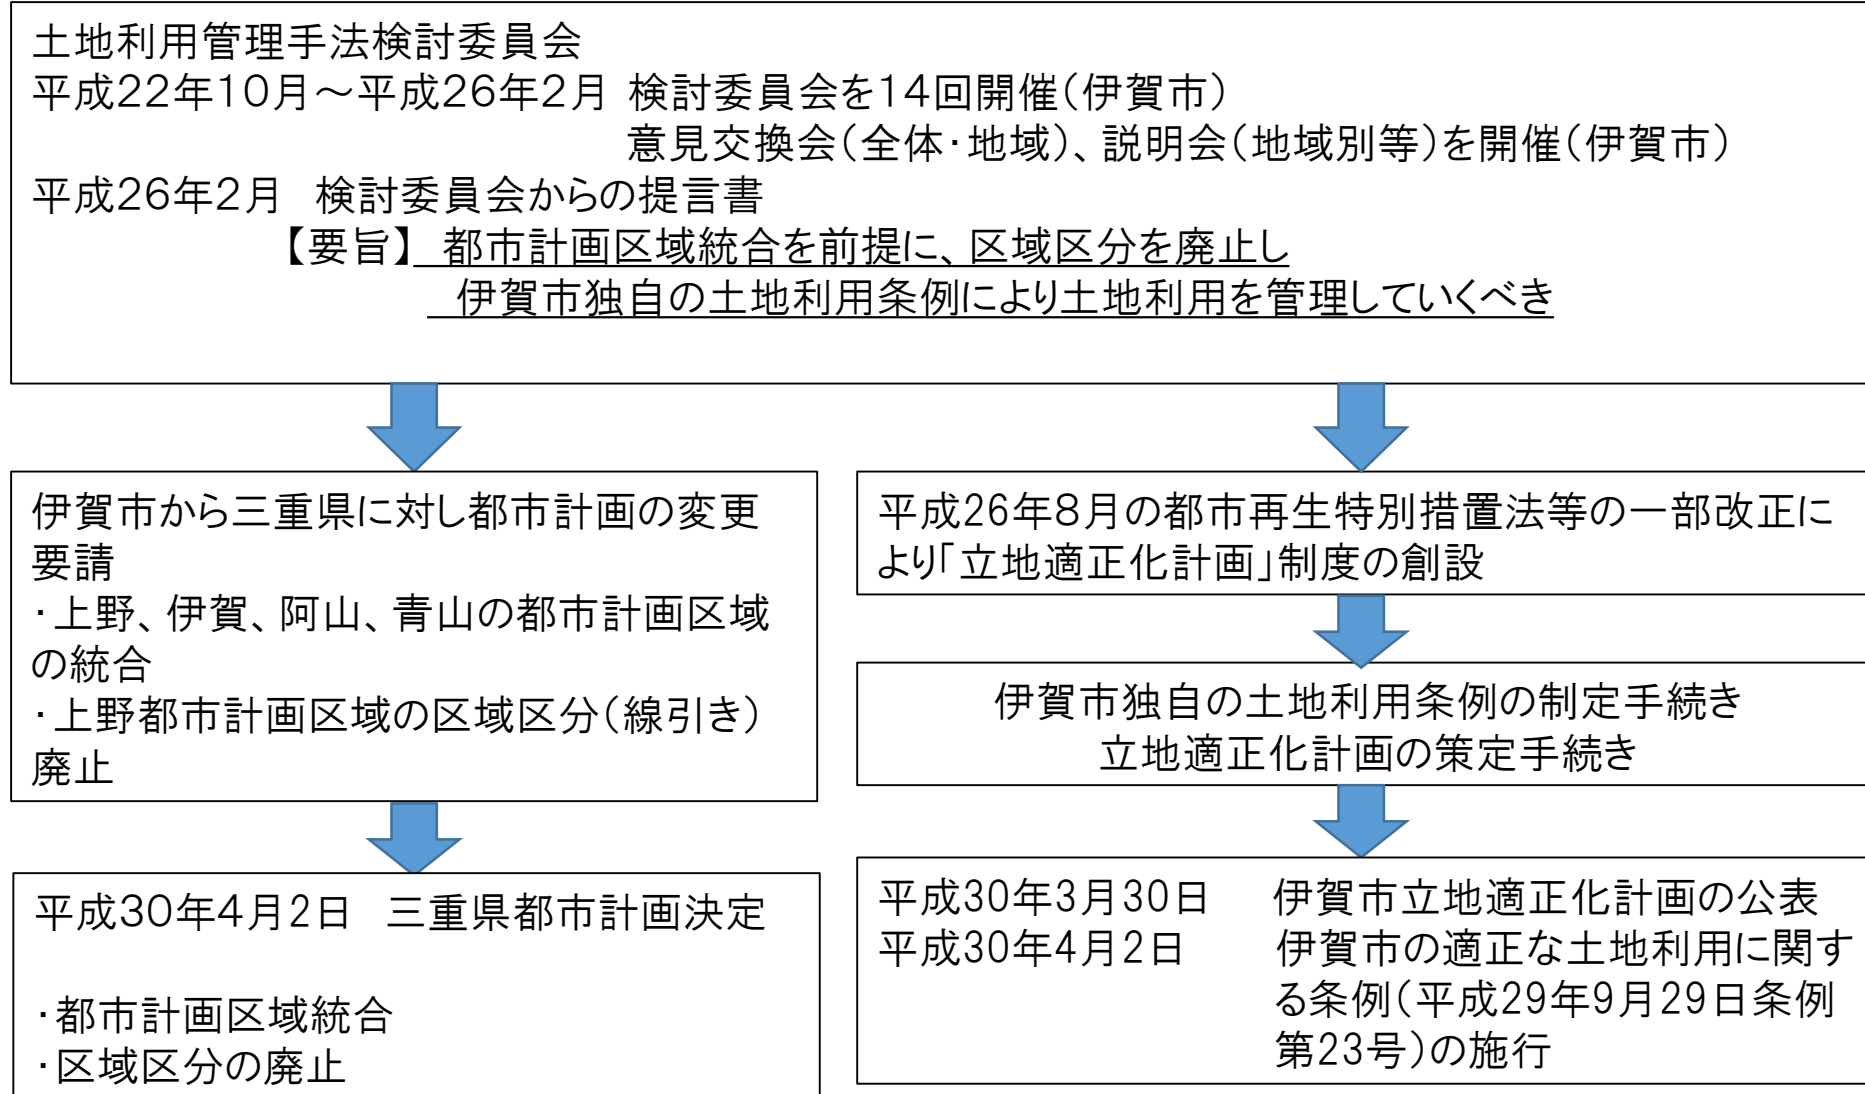 土地利用管理手法検討委員会
平成22年10月～平成26年2月 検討委員会を14回開催（伊賀市）
意見交換会（全体・地域）、説明会（地域別等）を開催（伊賀市）
平成26年2月 検討委員会からの提言書
【要旨】 都市計画区域統合を前提に、区域区分を廃止し
伊賀市独自の土地利用条例により土地利用を管理していくべき
伊賀市から三重県に対し都市計画の変更
要請
・上野、伊賀、阿山、青山の都市計画区域
の統合
・上野都市計画区域の区域区分（線引き）
廃止
平成30年4月2日 三重県都市計画決定
・都市計画区域統合
・区域区分の廃止
平成26年8月の都市再生特別措置法等の一部改正に
より「立地適正化計画」制度の創設
伊賀市独自の土地利用条例の制定手続き
立地適正化計画の策定手続き
平成30年3月30日 伊賀市立地適正化計画の公表
平成30年4月2日 伊賀市の適正な土地利用に関す
る条例（平成29年9月29日条例
第23号）の施行